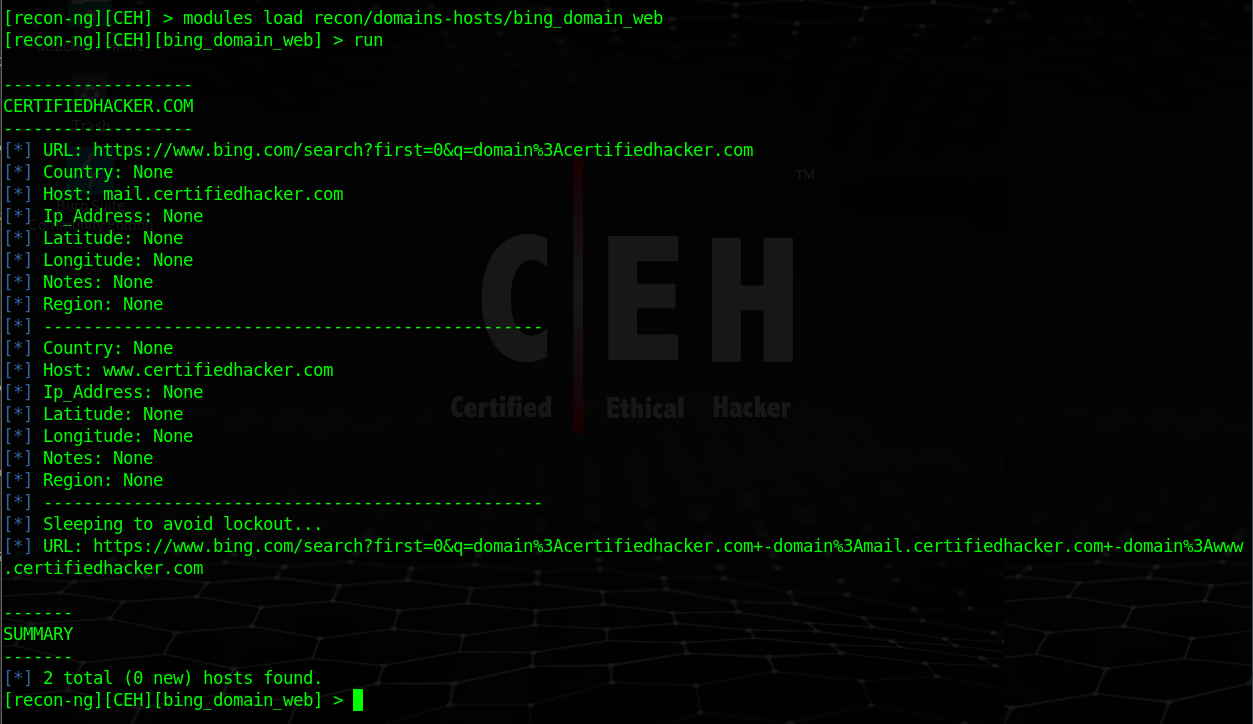 [recon-ng][CEH] > modules load recon/domains-hosts/bing_domain_web
[recon-ng][CEH][bing_domain_web] > run
-------------------
CERTIFIEDHACKER.COM
-------------------
Trash
[*] URL: https://www.bing.com/search?first=0&q=domain%3Acertifiedhacker.com
[*] Country: None
TM
[*] Host: mail.certifiedhacker.com
[*] Ip_Address: None
[*] Latitude: None
[*] Longitude: None
[*] Notes: None
[*] Region: None
[*] --------------------------------------------------
C EH
[*] Country: None
[*] Host: www.certifiedhacker.com
[*] Ip_Address: None
Certified Ethical Hacker
[*] Latitude: None
[*] Longitude: None
[*] Notes: None
[*] Region: None
[*] --------------------------------------------------
[*] Sleeping to avoid lockout...
[*] URL: https://www.bing.com/search?first=0&q=domain%3Acertifiedhacker.com+-domain%3Amail.certifiedhacker.com+-domain%3Awww
.certifiedhacker.com
-------
SUMMARY
-------
[*] 2 total (0 new) hosts found.
[recon-ng][CEH][bing_domain_web] >